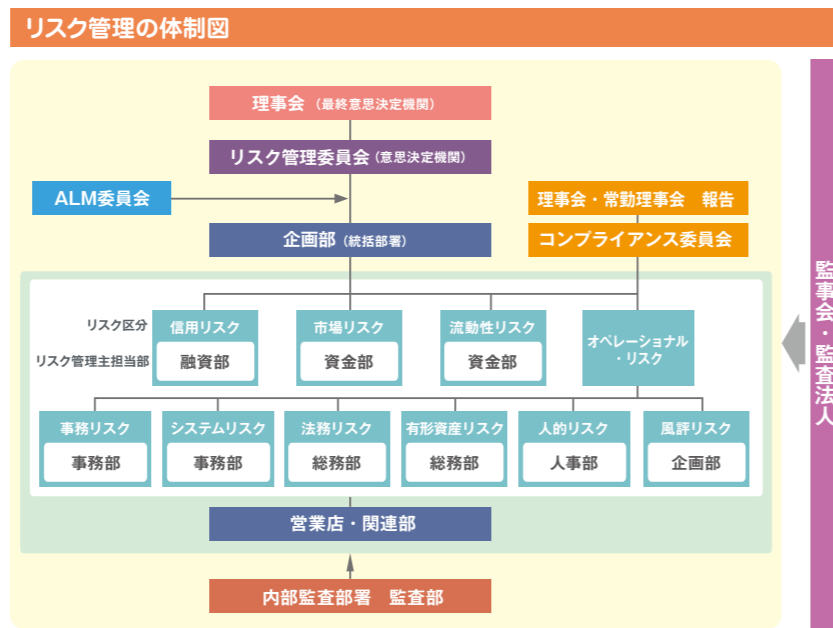 リスク管理の体制図
理事会（最終意思決定機関）
リスク管理委員会（意思決定機関）
ALM委員会
理事会・常勤理事会　報告
企画部（統括部署）
コンプライアンス委員会
リスク区分
信用リスク
市場リスク
流動性リスク
オペレーショナル
・リスク
リスク管理主担当部
融資部
資金部
資金部
事務リスク
システムリスク
法務リスク
有形資産リスク
人的リスク
風評リスク
事務部
事務部
総務部
総務部
人事部
企画部
営業店・関連部
内部監査部署　監査部
監事会・監査法人